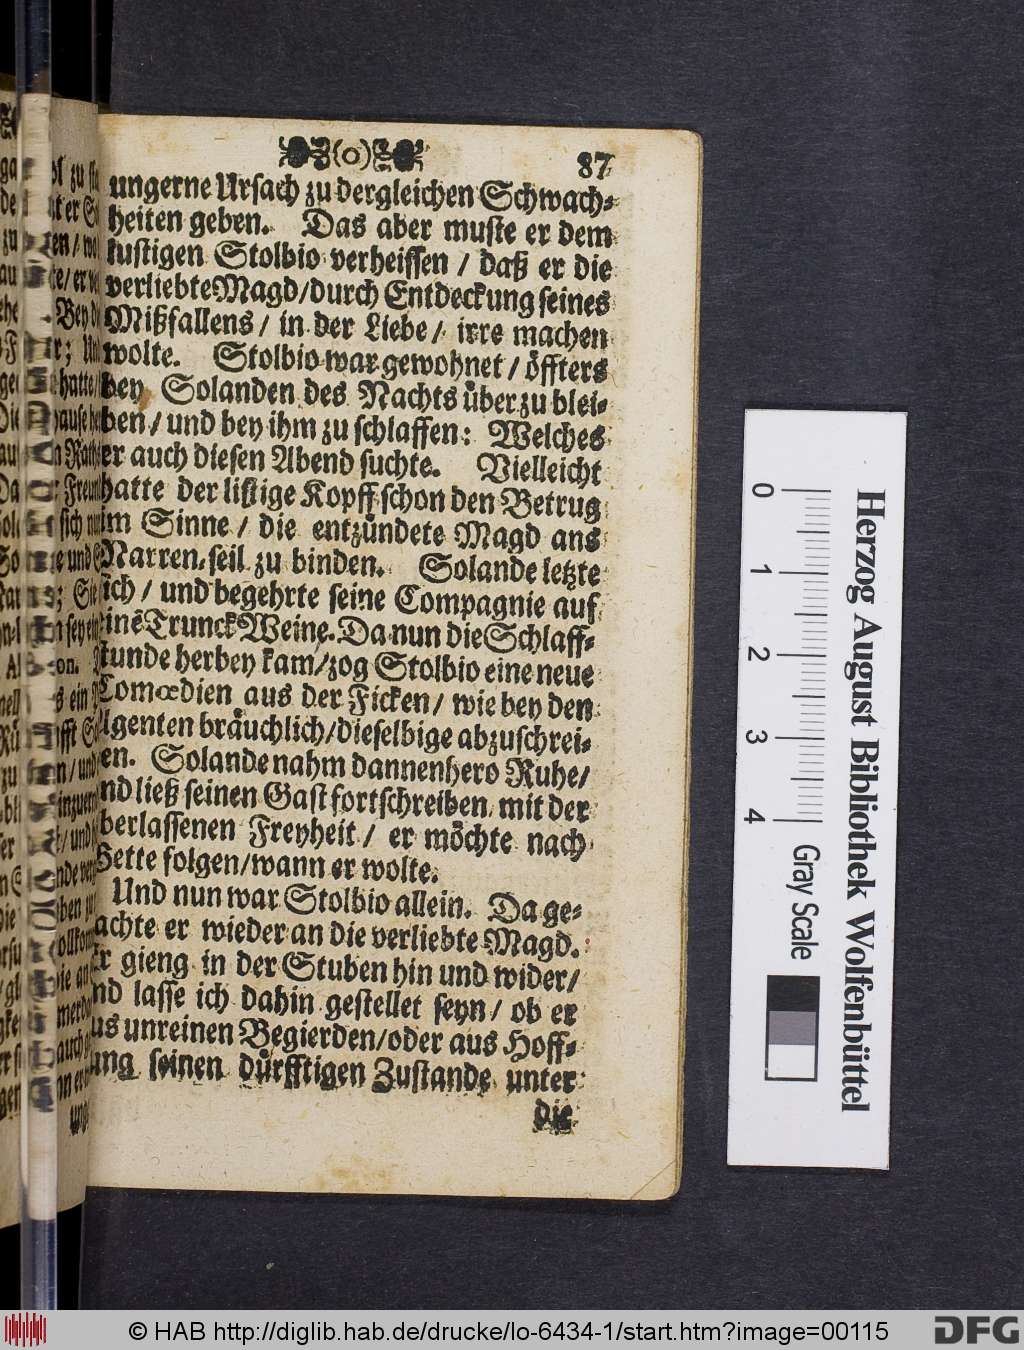 (o)
87
ungerne Ursach zu dergleichen Schwach-
heiten geben. Das aber muste er dem
lustigen Stolbio verheissen / daß er die
verliebte Magd / durch Entdeckung seines
Mißfallens / in der Liebe / irre machen
wolte. Stolbio war gewohnet / öffters
bey Solanden des Nachts über zu blei-
ben / und bey ihm zu schlaffen: Welches
er auch diesen Abend suchte. Vielleicht
hatte der listige Kopff schon den Betrug
im Sinne / die entzündete Magd ans
Narren-seil zu binden. Solande letzte
sich / und begehrte seine Compagnie auf
einē Trunck Weine. Da nun die Schlaff-
stunde herbey kam / zog Stolbio eine neue
Comœdien aus der Ficken / wie bey den
Agenten bräuchlich / dieselbige abzuschrei-
en. Solande nahm dannenhero Ruhe /
nd ließ seinen Gast fortschreiben mit der
berlassenen Freyheit / er möchte nach
Bette folgen / wann er wolte.
Und nun war Stolbio allein. Da ge-
achte er wieder an die verliebte Magd.
Er gieng in der Stuben hin und wider /
nd lasse ich dahin gestellet seyn / ob er
us unreinen Begierden / oder aus Hoff-
ung seinen dürfftigen Zustande unter
die
Herzog August Bibliothek Wolfenbüttel
0 1 2 3 4
Gray Scale
© HAB http://diglib.hab.de/drucke/lo-6434-1/start.htm?image=00115
DFG